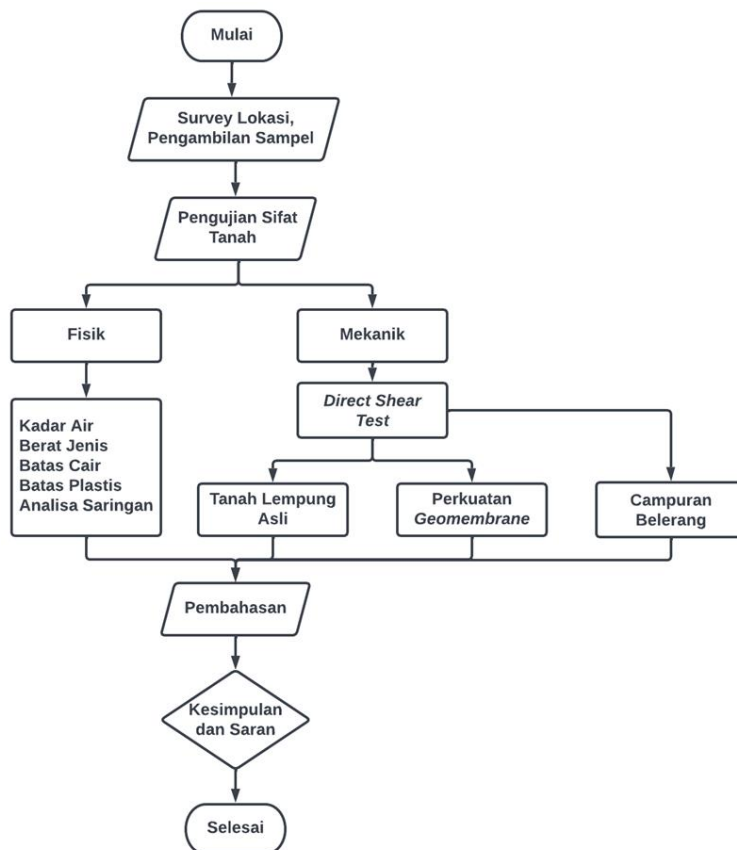 Mulai
Survey Lokasi,
Pengambilan Sampel
Pengujian Sifat
Tanah
Fisik
Mekanik
Kadar Air
Berat Jenis
Batas Cair
Batas Plastis
Analisa Saringan
Direct Shear
Test
Tanah Lempung
Asli
Perkuatan
Geomembrane
Campuran
Belerang
Pembahasan
Kesimpulan
dan Saran
Selesai